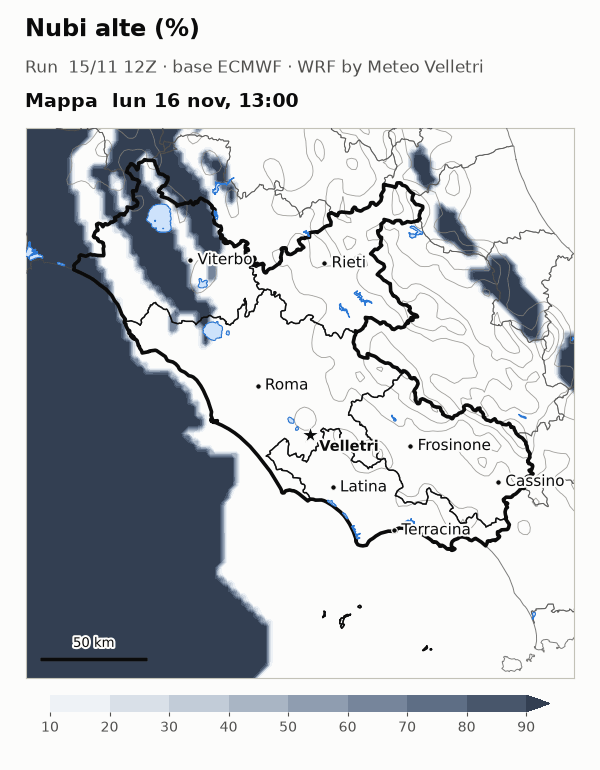 Nubi alte (%)
Run  15/11 12Z · base ECMWF · WRF by Meteo Velletri
Mappa  lun 16 nov, 13:00
Viterbo
Rieti
Roma
Velletri
Frosinone
Cassino
Latina
Terracina
50 km
10 20 30 40 50 60 70 80 90